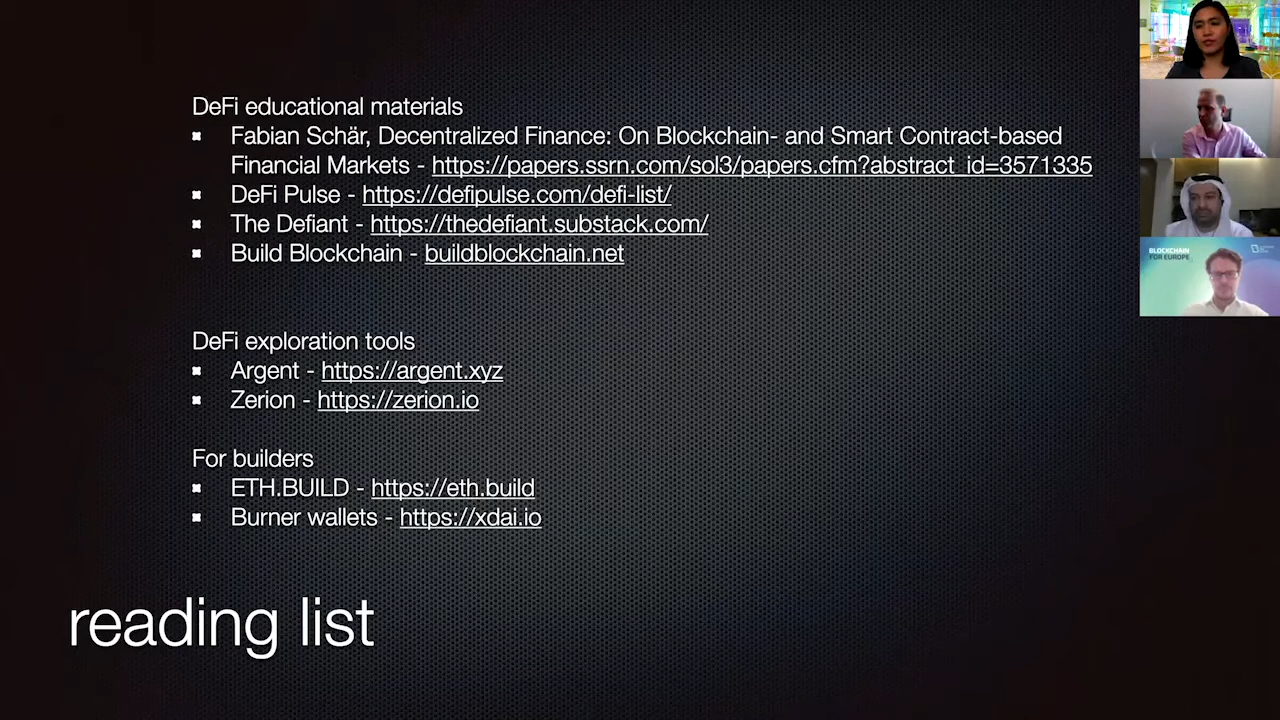 DeFi educational materials
Fabian Schär, Decentralized Finance: On Blockchain- and Smart Contract-based
Financial Markets - https://papers.ssrn.com/sol3/papers.cfm?abstract_id=3571335
DeFi Pulse - https://defipulse.com/defi-list/
The Defiant - https://thedefiant.substack.com/
Build Blockchain - buildblockchain.net
DeFi exploration tools
Argent - https://argent.xyz
Zerion - https://zerion.io
For builders
ETH.BUILD - https://eth.build
Burner wallets - https://xdai.io
reading list
BLOCKCHAIN
FOR EUROPE